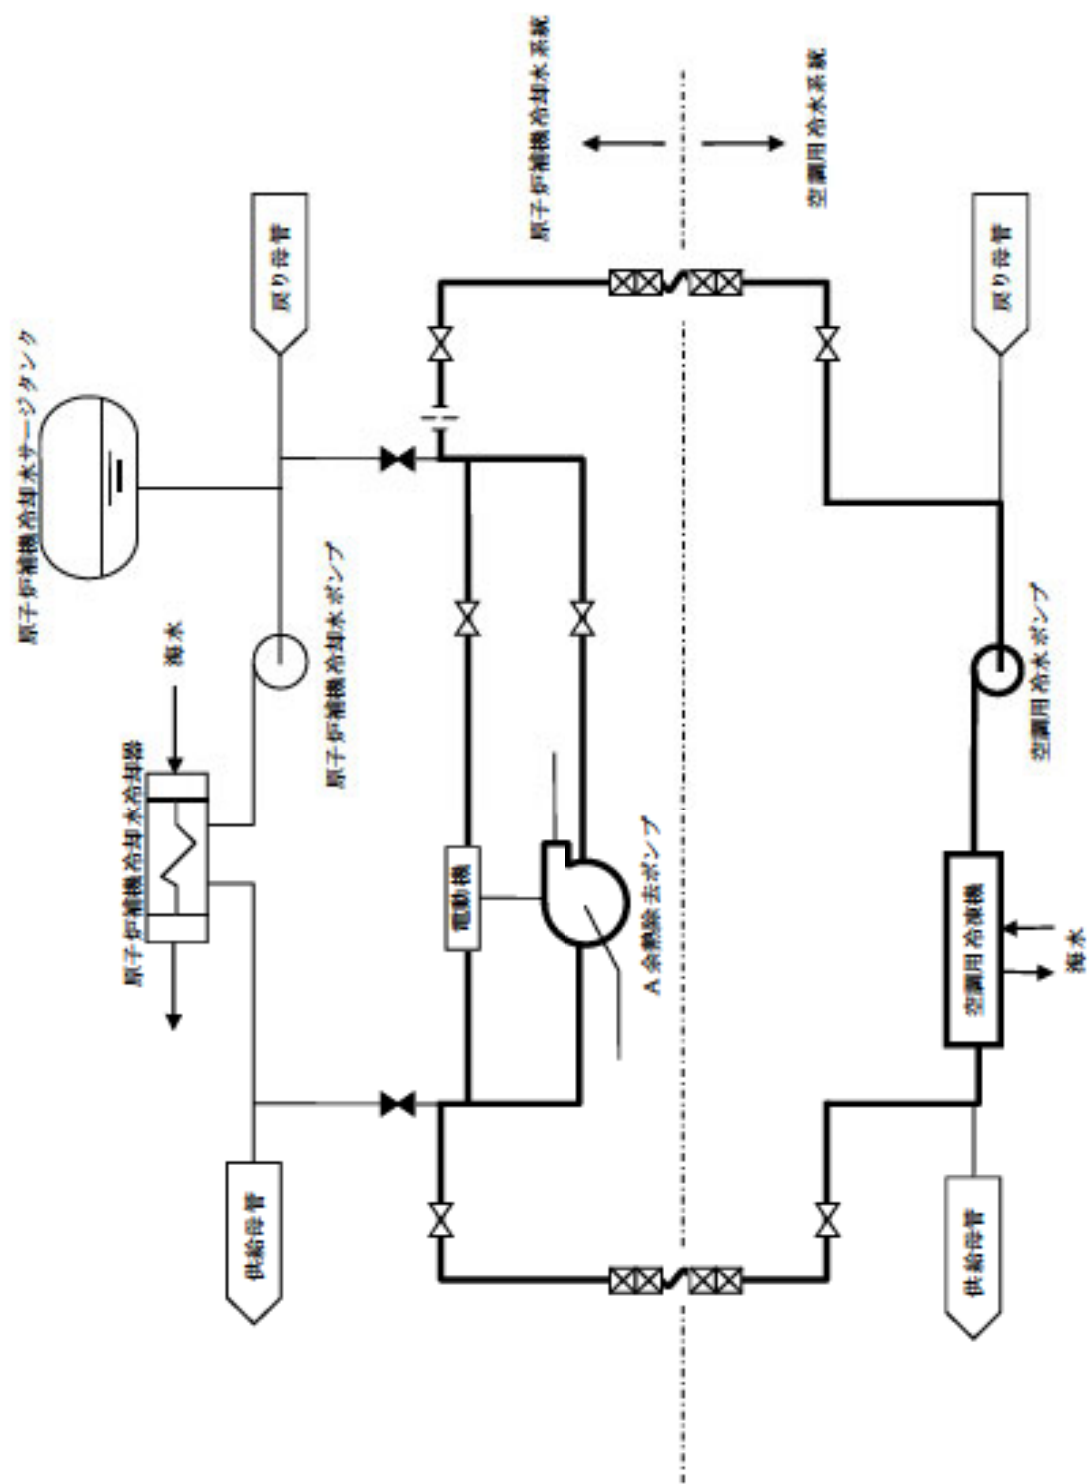 原子炉補機冷却水サージタンク
戻り母管
原子炉補機冷却水系統
空調用冷水系統
戻り母管
海水
原子炉補機冷却水ポンプ
原子炉補機冷却水冷却器
電動機
A余熱除去ポンプ
空調用冷水ポンプ
空調用冷凍機
海水
供給母管
供給母管